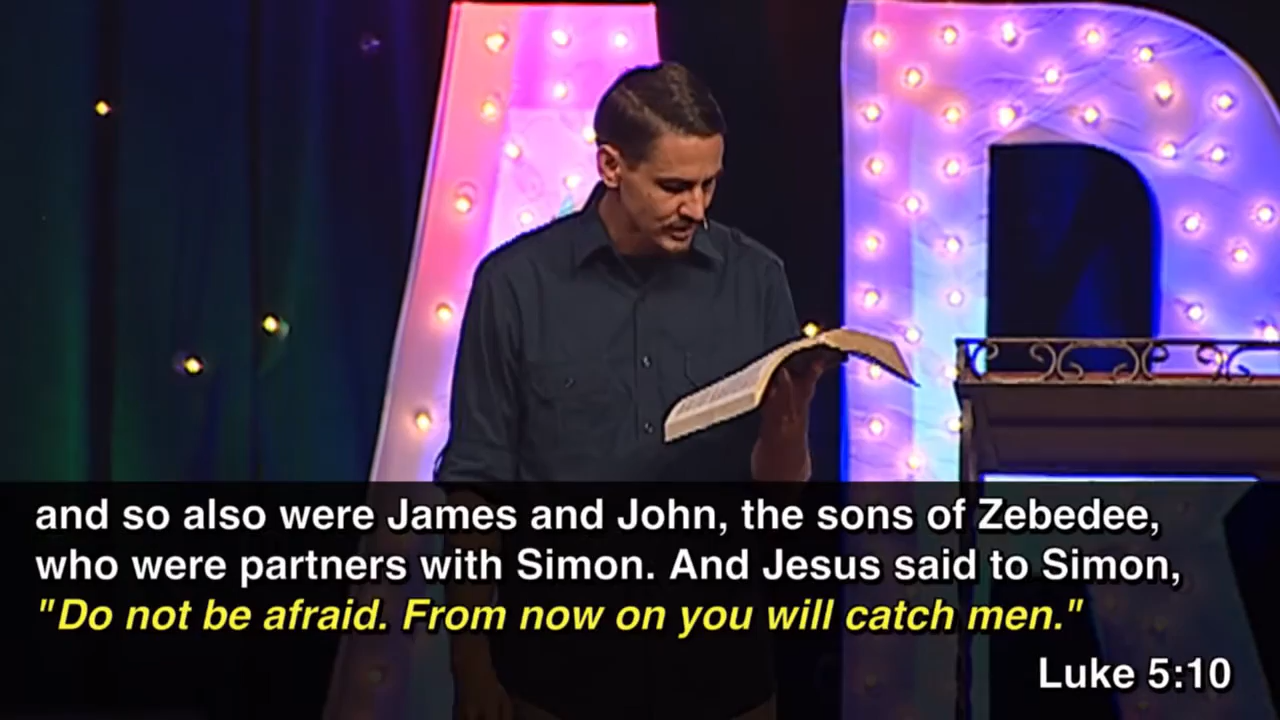 and so also were James and John, the sons of Zebedee,
who were partners with Simon. And Jesus said to Simon,
"Do not be afraid. From now on you will catch men."
Luke 5:10